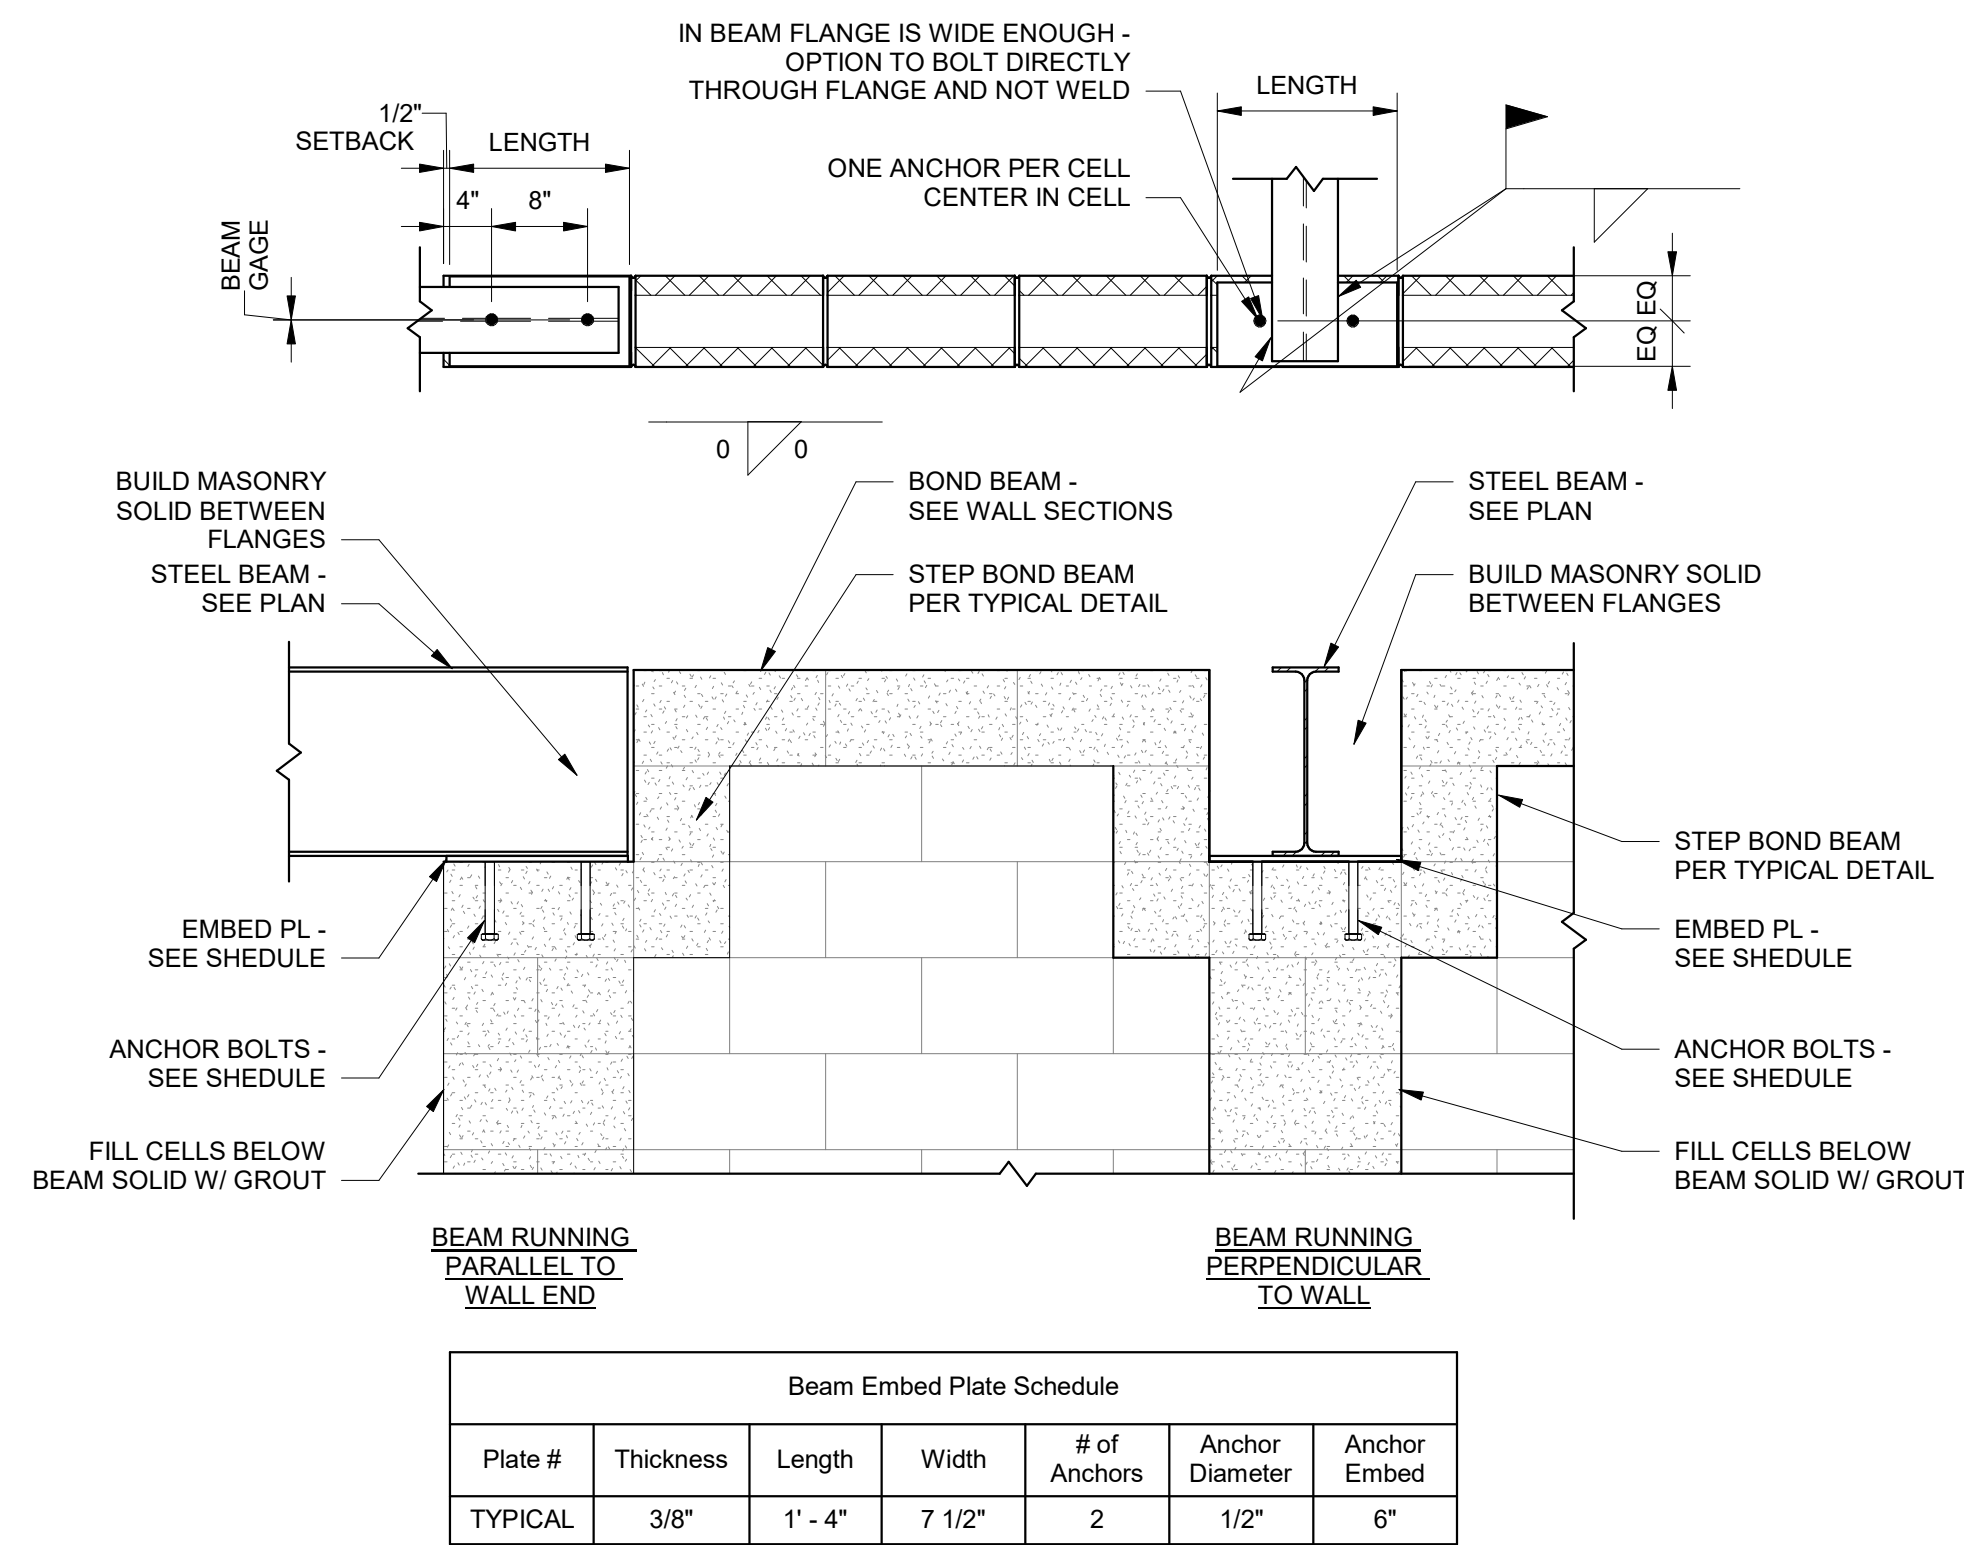 IN BEAM FLANGE IS WIDE ENOUGH -
OPTION TO BOLT DIRECTLY
THROUGH FLANGE AND NOT WELD
LENGTH
1/2"
SETBACK
LENGTH
ONE ANCHOR PER CELL
CENTER IN CELL
4"
8"
BEAM
GAGE
EQ
EQ
0
0
BUILD MASONRY
SOLID BETWEEN
FLANGES
STEEL BEAM -
SEE PLAN
BOND BEAM -
SEE WALL SECTIONS
STEP BOND BEAM
PER TYPICAL DETAIL
STEEL BEAM -
SEE PLAN
BUILD MASONRY SOLID
BETWEEN FLANGES
EMBED PL -
SEE SHEDULE
ANCHOR BOLTS -
SEE SHEDULE
FILL CELLS BELOW
BEAM SOLID W/ GROUT
STEP BOND BEAM
PER TYPICAL DETAIL
EMBED PL -
SEE SHEDULE
ANCHOR BOLTS -
SEE SHEDULE
FILL CELLS BELOW
BEAM SOLID W/ GROUT
BEAM RUNNING
PARALLEL TO
WALL END
BEAM RUNNING
PERPENDICULAR
TO WALL
Beam Embed Plate Schedule
Plate # Thickness Length Width # of Anchors Anchor Diameter Anchor Embed
TYPICAL 3/8" 1' - 4" 7 1/2" 2 1/2" 6"